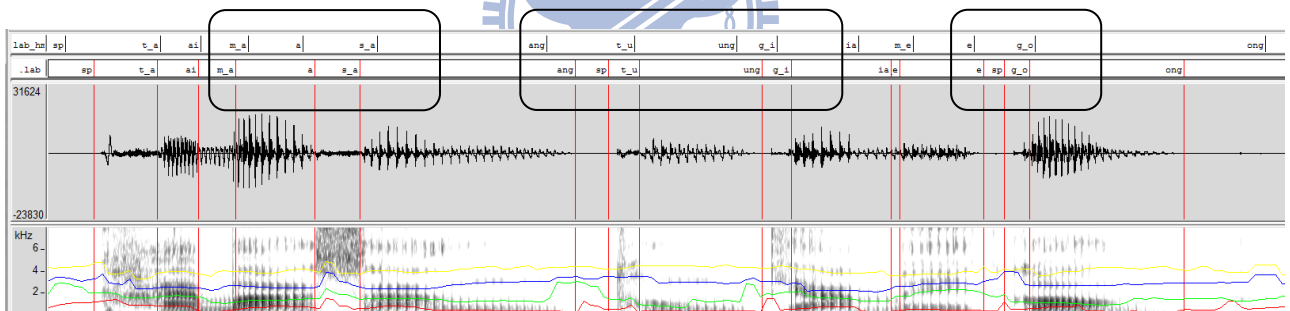 lab_hm sp t_a ai m_a a s_a ang t_u ung g_i ia m_e e g_o ong
.lab sp t_a ai m_a a s_a ang sp t_u ung g_i ia e e sp g_o ong
31624
-23830
kHz
6
4
2